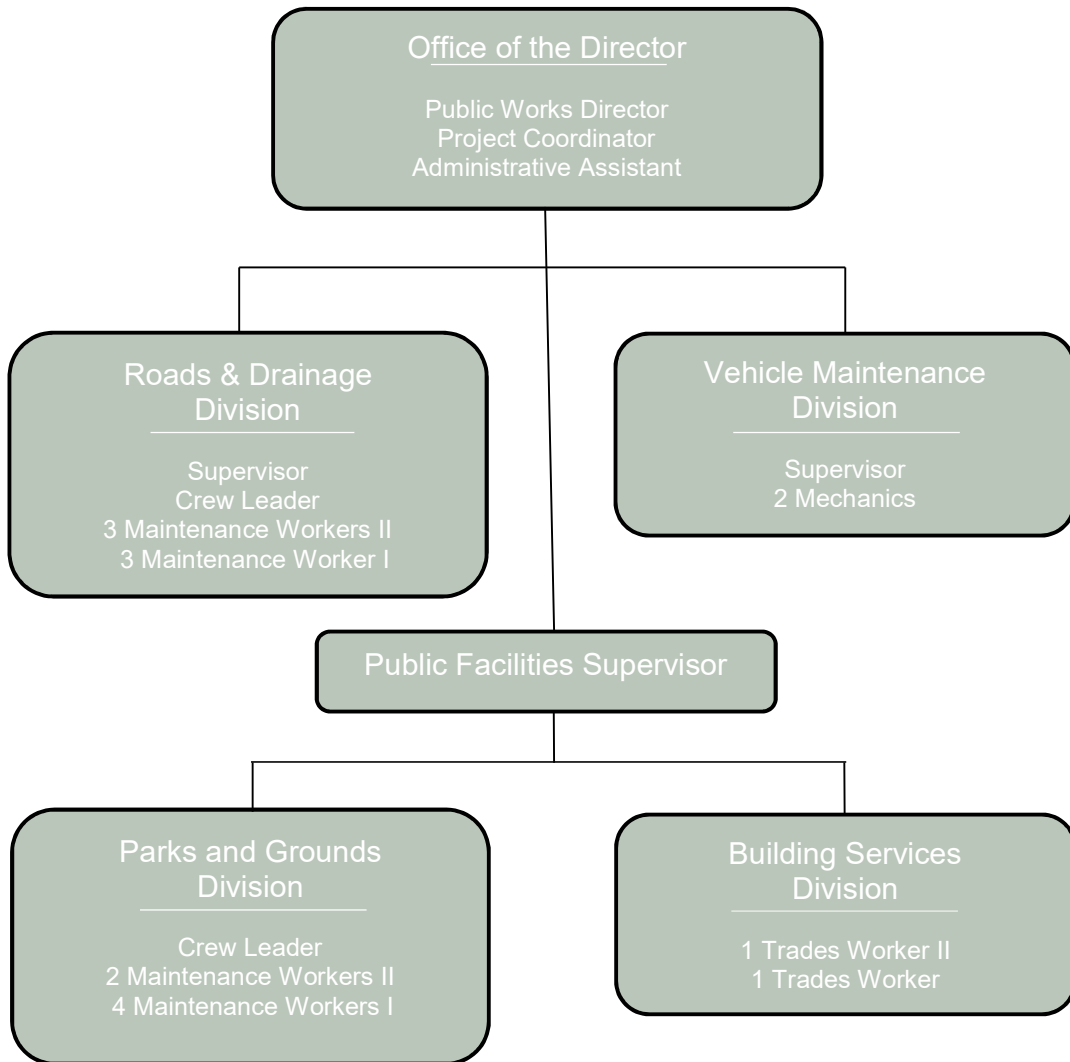 Office of the Director
Public Works Director
Project Coordinator
Administrative Assistant
Roads & Drainage
Division
Supervisor
Crew Leader
3 Maintenance Workers II
3 Maintenance Worker I
Vehicle Maintenance
Division
Supervisor
2 Mechanics
Public Facilities Supervisor
Parks and Grounds
Division
Crew Leader
2 Maintenance Workers II
4 Maintenance Workers I
Building Services
Division
1 Trades Worker II
1 Trades Worker